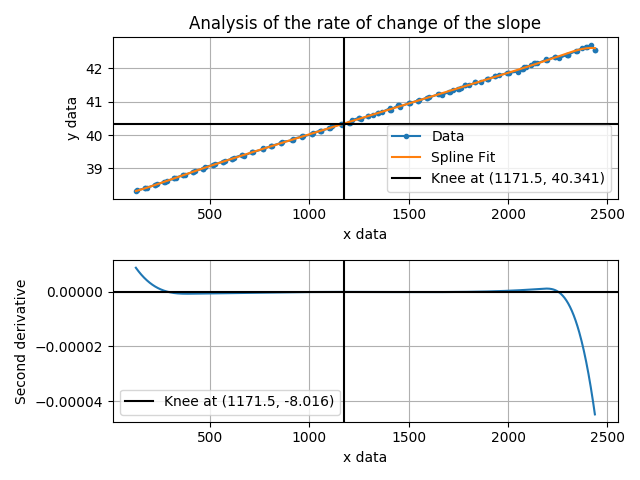 Analysis of the rate of change of the slope
42
41
40
39
y data
Data
Spline Fit
Knee at (1171.5, 40.341)
500
1000
1500
2000
2500
x data
0.00000
−0.00002
−0.00004
Second derivative
Knee at (1171.5, -8.016)
500
1000
1500
2000
2500
x data